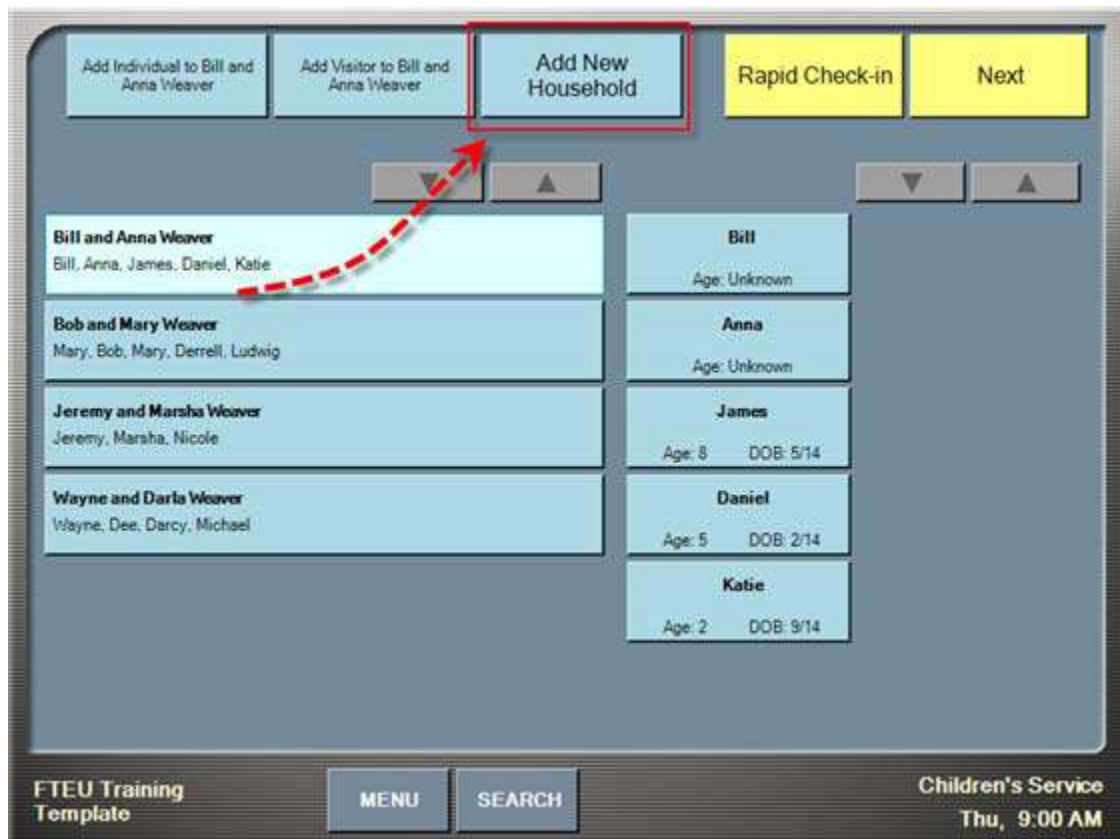 Add Individual to Bill and
Anna Weaver
Add Visitor to Bill and
Anna Weaver
Add New
Household
Rapid Check-in
Next
Bill and Anna Weaver
Bill, Anna, James, Daniel, Katie
Bob and Mary Weaver
Mary, Bob, Mary, Derrell, Ludwig
Jeremy and Marsha Weaver
Jeremy, Marsha, Nicole
Wayne and Darla Weaver
Wayne, Dee, Darcy, Michael
Bill
Age: Unknown
Anna
Age: Unknown
James
Age: 8 DOB: 5/14
Daniel
Age: 5 DOB: 2/14
Katie
Age: 2 DOB: 9/14
FTEU Training
Template
MENU
SEARCH
Children's Service
Thu, 9:00 AM